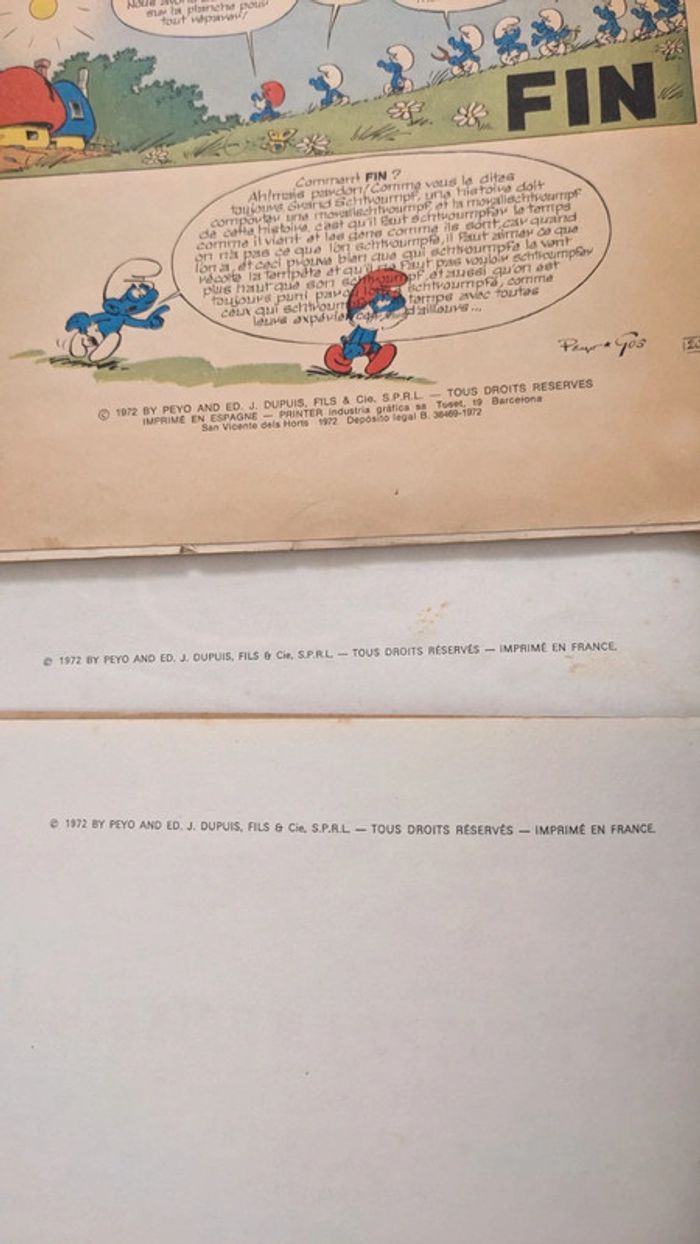 sur la planche pour
tout réparer!
FIN
Comment FIN ?
Ah! mais pardon! Comme vous le dites
toujours Grand Schtroumpf, une histoire doit
comporter une moralischtroumpf et la moralischtroumpf
de cette histoire, c'est qu'il faut schtroumpfer le temps
comme il vient et les gens comme ils sont, car quand
on n'a pas ce que l'on schtroumpfe, il faut aimer ce que
l'on a, et ceci prouve bien que qui schtroumpfe le vent
récolte la tempête et qu'il ne faut pas vouloir schtroumpfer
plus haut que son schtroumpf et aussi qu'on est
toujours puni par schtroumpfé, comme
ceux qui schtroum temps avec toutes
leurs expérien d'ailleurs...
Peyo * Gos
20
© 1972 BY PEYO AND ED. J. DUPUIS, FILS & Cie, S.P.R.L. — TOUS DROITS RESERVES
IMPRIMÉ EN ESPAGNE — PRINTER industria gráfica sa Tuset, 19 Barcelona
San Vicente dels Horts 1972 Depósito legal B. 36469-1972
© 1972 BY PEYO AND ED. J. DUPUIS, FILS & Cie, S.P.R.L. — TOUS DROITS RÉSERVÉS — IMPRIMÉ EN FRANCE.
© 1972 BY PEYO AND ED. J. DUPUIS, FILS & Cie, S.P.R.L. — TOUS DROITS RÉSERVÉS — IMPRIMÉ EN FRANCE.